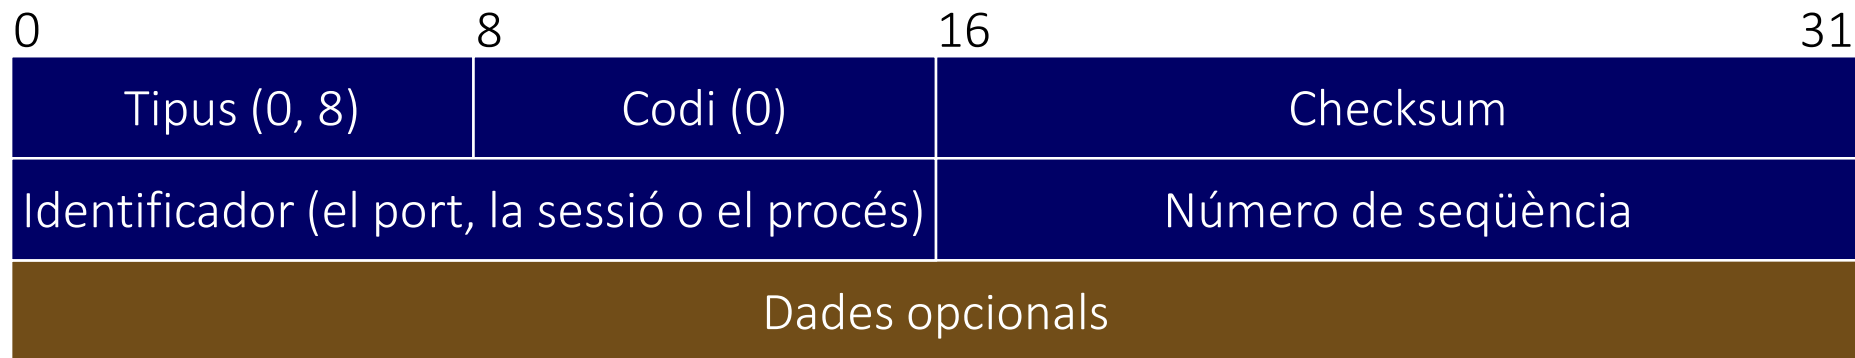 0 8 16 31
Tipus (0, 8) Codi (0) Checksum
Identificador (el port, la sessió o el procés) Número de seqüència
Dades opcionals